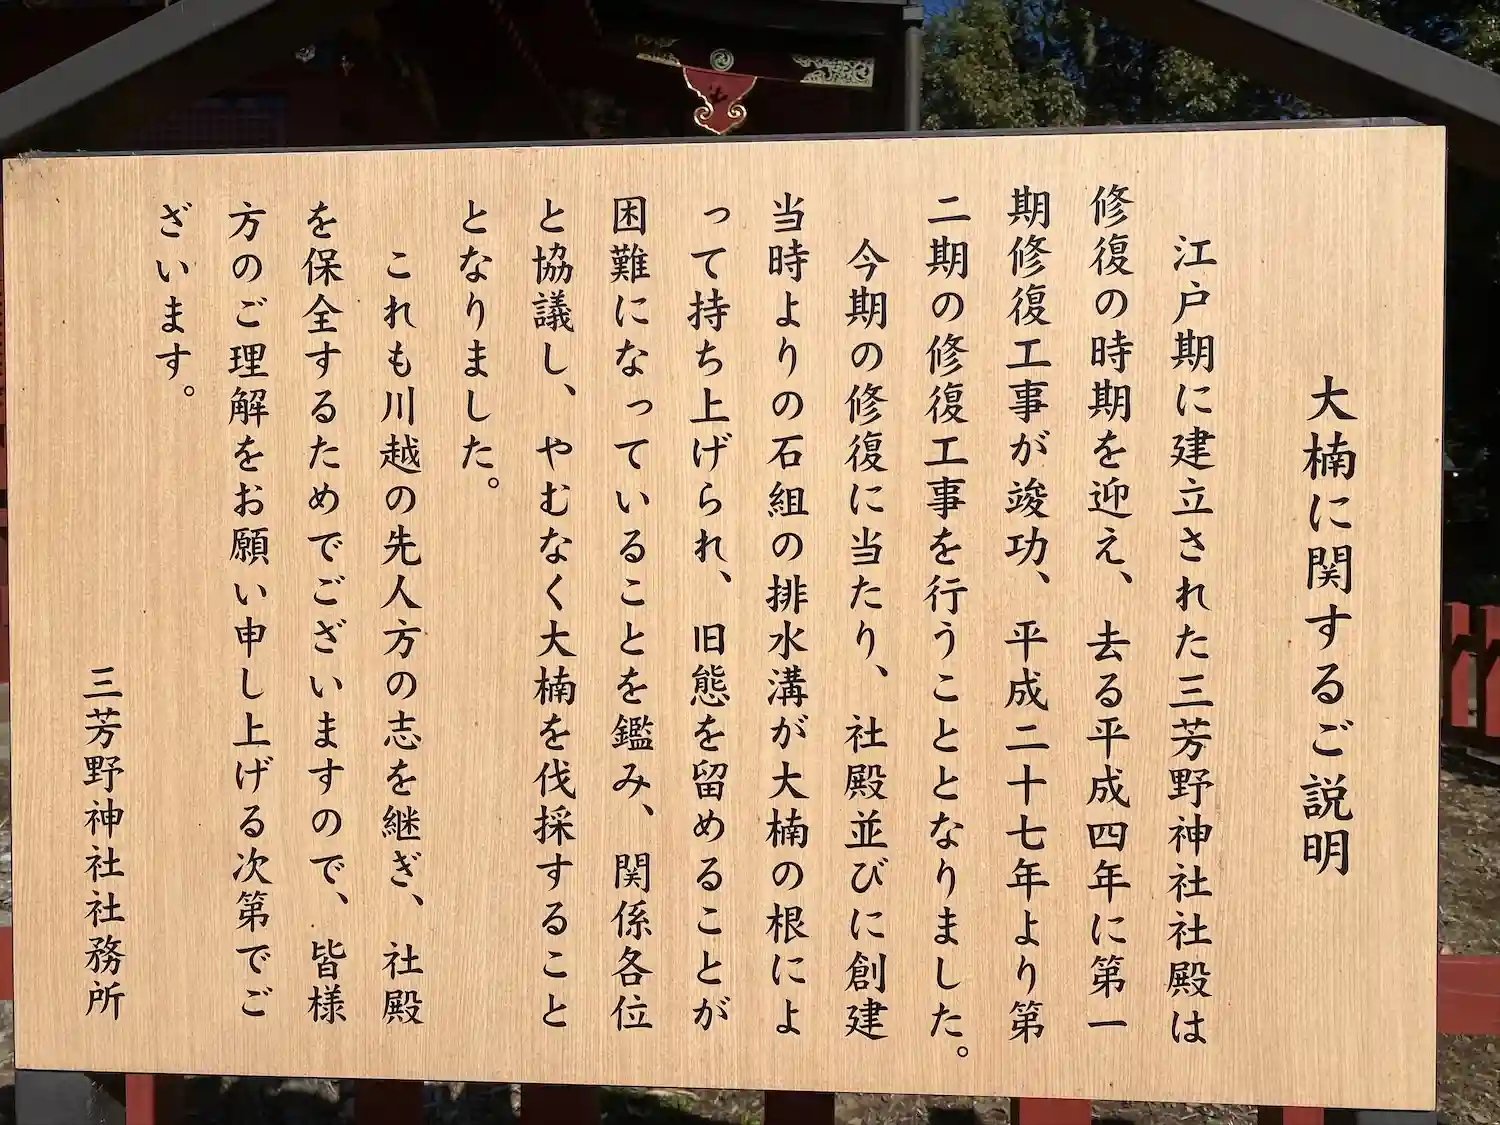 大楠に関するご説明
江戸期に建立された三芳野神社社殿は
修復の時期を迎え、去る平成四年に第一
期修復工事が竣功、平成二十七年より第
二期の修復工事を行うこととなりました。
今期の修復に当たり、社殿並びに創建
当時よりの石組の排水溝が大楠の根によ
って持ち上げられ、旧態を留めることが
困難になっていることを鑑み、関係各位
と協議し、やむなく大楠を伐採すること
となりました。
これも川越の先人方の志を継ぎ、社殿
を保全するためでございますので、皆様
方のご理解をお願い申し上げる次第でご
ざいます。
三芳野神社社務所